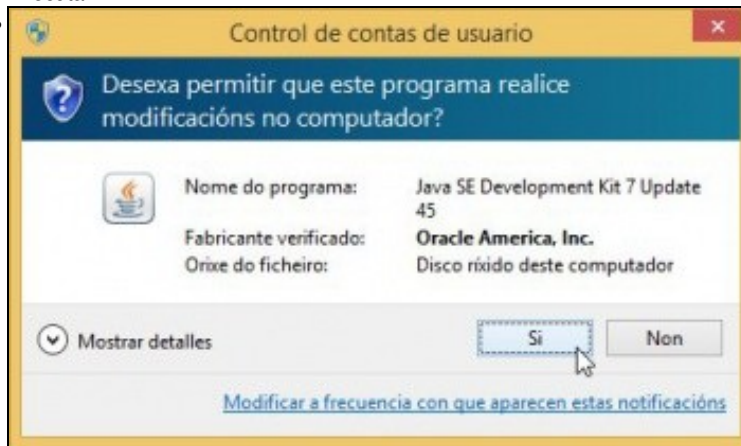 Control de contas de usuario
Desexa permitir que este programa realice
modificacións no computador?
Nome do programa: Java SE Development Kit 7 Update
45
Fabricante verificado: Oracle America, Inc.
Orixe do ficheiro: Disco ríxido deste computador
Mostrar detalles
Si Non
Modificar a frecuencia con que aparecen estas notificacións